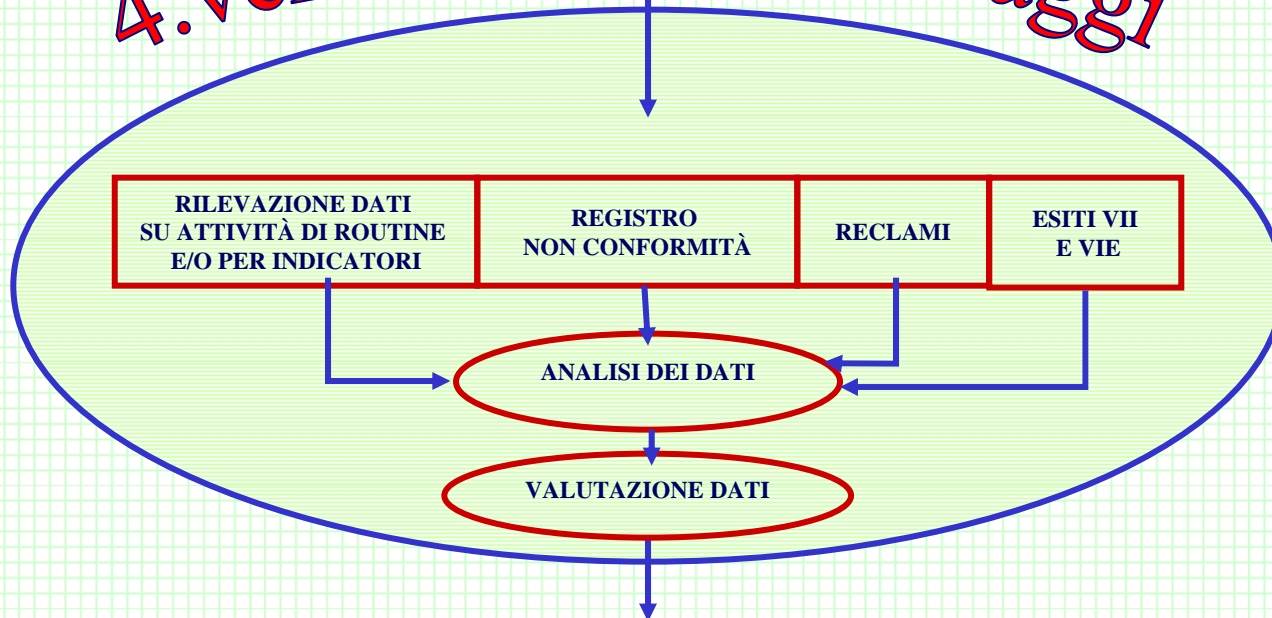 RILEVAZIONE DATI
SU ATTIVITÀ DI ROUTINE
E/O PER INDICATORI
REGISTRO
NON CONFORMITÀ
RECLAMI
ESITI VII
E VIE
ANALISI DEI DATI
VALUTAZIONE DATI